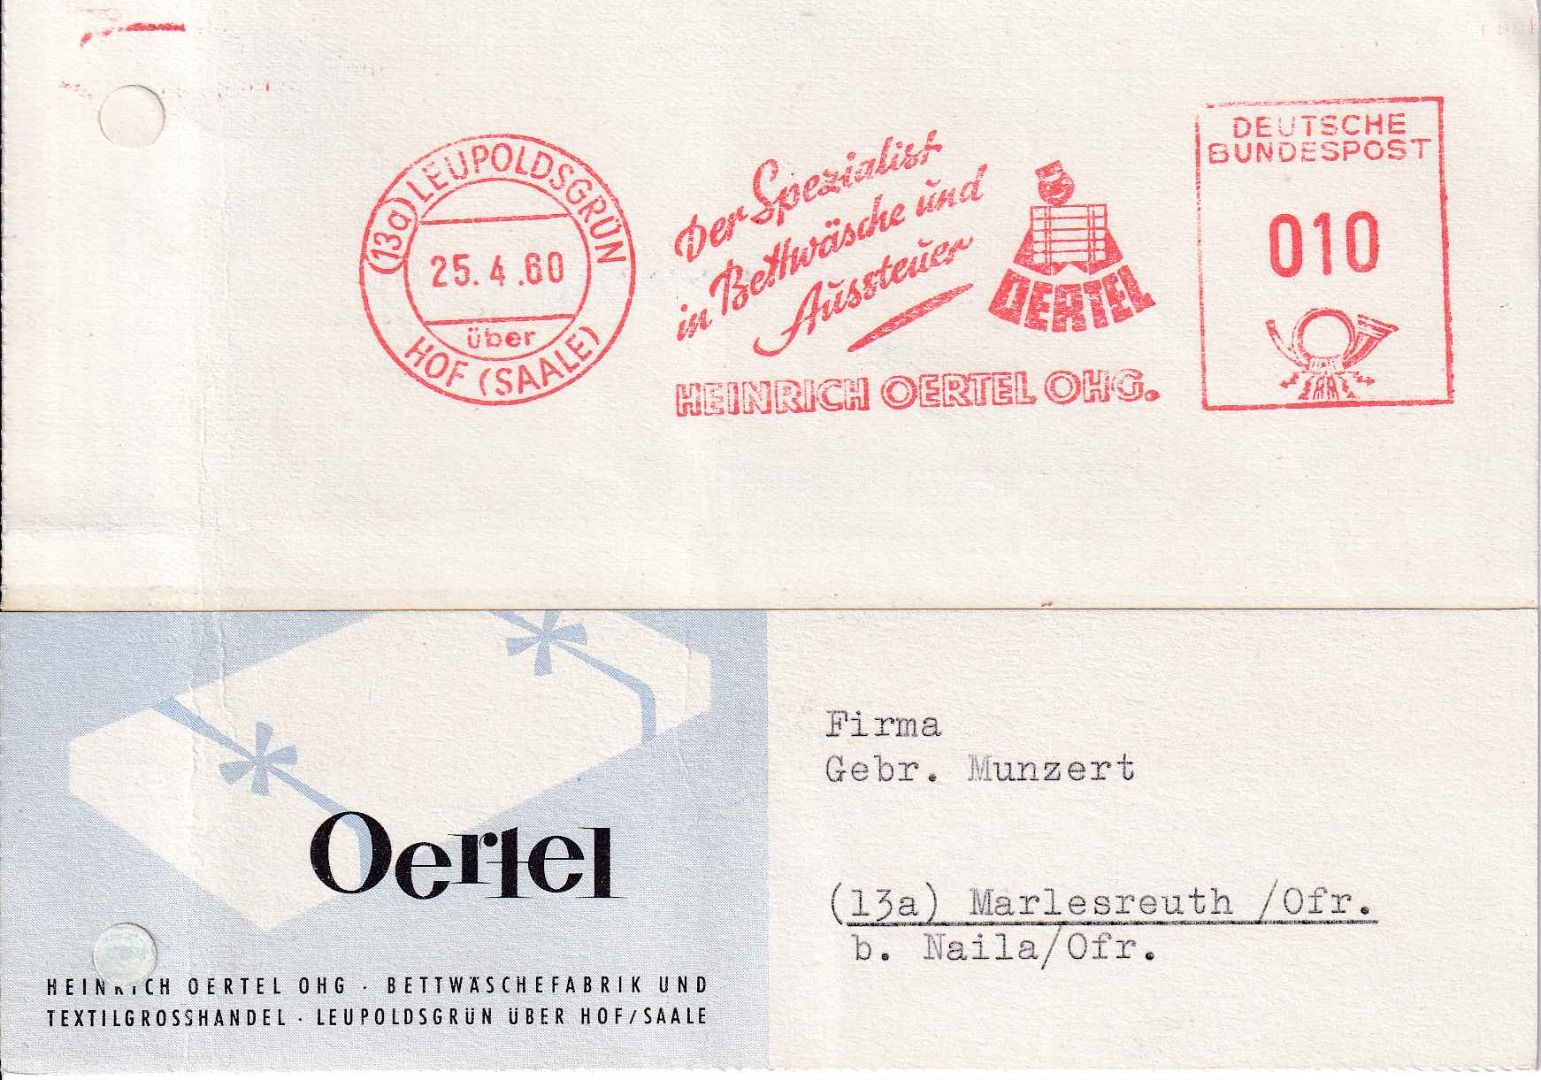 (13a) LEUPOLDSGRÜN
25.4.60
über
HOF (SAALE)
Der Spezialist
in Bettwäsche und
Aussteuer
OERTEL
HEINRICH OERTEL OHG.
DEUTSCHE
BUNDESPOST
010
Oertel
HEINRICH OERTEL OHG · BETTWÄSCHEFABRIK UND
TEXTILGROSSHANDEL · LEUPOLDSGRÜN ÜBER HOF/SAALE
Firma
Gebr. Munzert
(13a) Marlesreuth /Ofr.
b. Naila/Ofr.